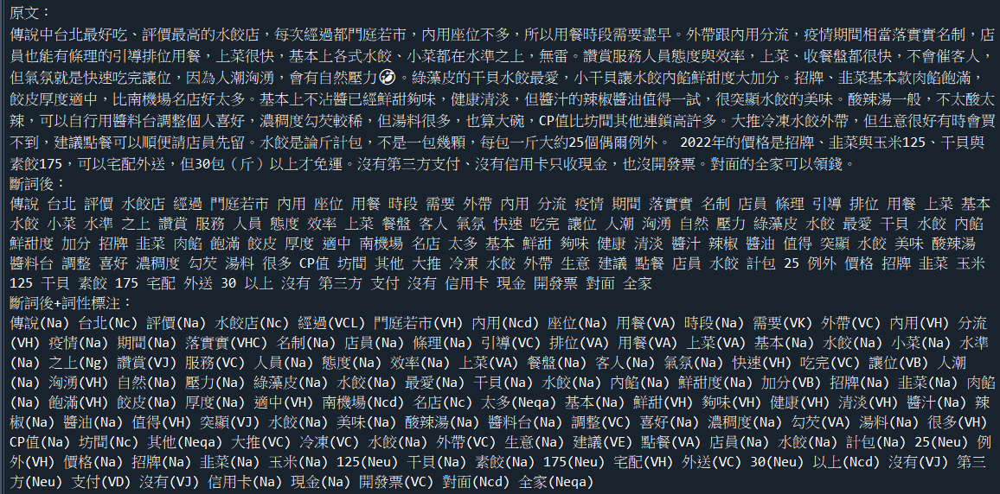 原文：
傳說中台北最好吃、評價最高的水餃店，每次經過都門庭若市，內用座位不多，所以用餐時段需要盡早。外帶跟內用分流，疫情期間相當落實實名制，店
員也能有條理的引導排位用餐，上菜很快，基本上各式水餃、小菜都在水準之上，無雷。讚賞服務人員態度與效率，上菜、收餐盤都很快，不會催客人，
但氣氛就是快速吃完讓位，因為人潮洶湧，會有自然壓力🤣。綠藻皮的干貝水餃最愛，小干貝讓水餃內餡鮮甜度大加分。招牌、韭菜基本款肉餡飽滿，
餃皮厚度適中，比南機場名店好太多。基本上不沾醬已經鮮甜夠味，健康清淡，但醬汁的辣椒醬油值得一試，很突顯水餃的美味。酸辣湯一般，不太酸太
辣，可以自行用醬料台調整個人喜好，濃稠度勾芡較稀，但湯料很多，也算大碗，CP值比坊間其他連鎖高許多。大推冷凍水餃外帶，但生意很好有時會買
不到，建議點餐可以順便請店員先留。水餃是論斤計包，不是一包幾顆，每包一斤大約25個偶爾例外。 2022年的價格是招牌、韭菜與玉米125、干貝與
素餃175，可以宅配外送，但30包（斤）以上才免運。沒有第三方支付、沒有信用卡只收現金，也沒開發票。對面的全家可以領錢。
斷詞後：
傳說 台北 評價 水餃店 經過 門庭若市 內用 座位 用餐 時段 需要 外帶 內用 分流 疫情 期間 落實實 名制 店員 條理 引導 排位 用餐 上菜 基本
水餃 小菜 水準 之上 讚賞 服務 人員 態度 效率 上菜 餐盤 客人 氣氛 快速 吃完 讓位 人潮 洶湧 自然 壓力 綠藻皮 水餃 最愛 干貝 水餃 內餡
鮮甜度 加分 招牌 韭菜 肉餡 飽滿 餃皮 厚度 適中 南機場 名店 太多 基本 鮮甜 夠味 健康 清淡 醬汁 辣椒 醬油 值得 突顯 水餃 美味 酸辣湯
醬料台 調整 喜好 濃稠度 勾芡 湯料 很多 CP值 坊間 其他 大推 冷凍 水餃 外帶 生意 建議 點餐 店員 水餃 計包 25 例外 價格 招牌 韭菜 玉米
125 干貝 素餃 175 宅配 外送 30 以上 沒有 第三方 支付 沒有 信用卡 現金 開發票 對面 全家
斷詞後+詞性標注：
傳說(Na) 台北(Nc) 評價(Na) 水餃店(Nc) 經過(VCL) 門庭若市(VH) 內用(Ncd) 座位(Na) 用餐(VA) 時段(Na) 需要(VK) 外帶(VC) 內用(VH) 分流
(VH) 疫情(Na) 期間(Na) 落實實(VHC) 名制(Na) 店員(Na) 條理(Na) 引導(VC) 排位(VA) 用餐(VA) 上菜(VA) 基本(Na) 水餃(Na) 小菜(Na) 水準
(Na) 之上(Ng) 讚賞(VJ) 服務(VC) 人員(Na) 態度(Na) 效率(Na) 上菜(VA) 餐盤(Na) 客人(Na) 氣氛(Na) 快速(VH) 吃完(VC) 讓位(VB) 人潮
(Na) 洶湧(VH) 自然(Na) 壓力(Na) 綠藻皮(Na) 水餃(Na) 最愛(Na) 干貝(Na) 水餃(Na) 內餡(Na) 鮮甜度(Na) 加分(VB) 招牌(Na) 韭菜(Na) 肉餡
(Na) 飽滿(VH) 餃皮(Na) 厚度(Na) 適中(VH) 南機場(Ncd) 名店(Nc) 太多(Neqa) 基本(Na) 鮮甜(VH) 夠味(VH) 健康(VH) 清淡(VH) 醬汁(Na) 辣
椒(Na) 醬油(Na) 值得(VH) 突顯(VJ) 水餃(Na) 美味(Na) 酸辣湯(Na) 醬料台(Na) 調整(VC) 喜好(Na) 濃稠度(Na) 勾芡(VA) 湯料(Na) 很多(VH)
CP值(Na) 坊間(Nc) 其他(Neqa) 大推(VC) 冷凍(VC) 水餃(Na) 外帶(VC) 生意(Na) 建議(VE) 點餐(VA) 店員(Na) 水餃(Na) 計包(Na) 25(Neu) 例
外(VH) 價格(Na) 招牌(Na) 韭菜(Na) 玉米(Na) 125(Neu) 干貝(Na) 素餃(Na) 175(Neu) 宅配(VH) 外送(VC) 30(Neu) 以上(Ncd) 沒有(VJ) 第三
方(Neu) 支付(VD) 沒有(VJ) 信用卡(Na) 現金(Na) 開發票(VC) 對面(Ncd) 全家(Neqa)